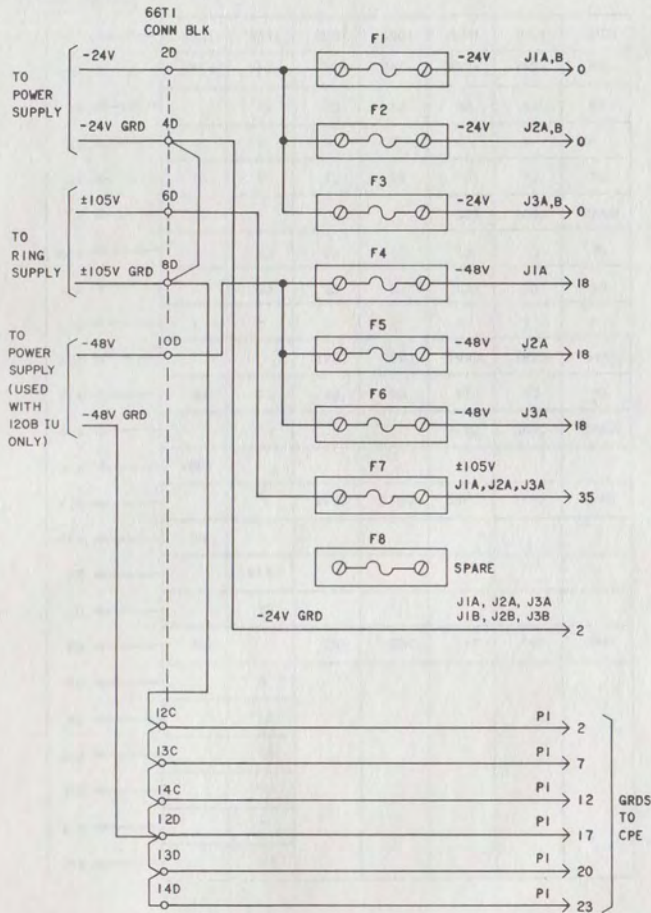 66T1
CONN BLK
-24V
2D
F1
-24V
J1A,B
0
TO
POWER
SUPPLY
-24V GRD
4D
F2
-24V
J2A,B
0
±105V
6D
F3
-24V
J3A,B
0
TO
RING
SUPPLY
±105V GRD
8D
F4
-48V
J1A
18
TO
POWER
SUPPLY
(USED
WITH
120B IU
ONLY)
-48V
10D
F5
-48V
J2A
18
-48V GRD
F6
-48V
J3A
18
F7
±105V
J1A,J2A,J3A
35
F8
SPARE
-24V GRD
J1A, J2A, J3A
J1B, J2B, J3B
2
12C
P1
2
13C
P1
7
14C
P1
12
12D
P1
17
13D
P1
20
14D
P1
23
GRDS
TO
CPE